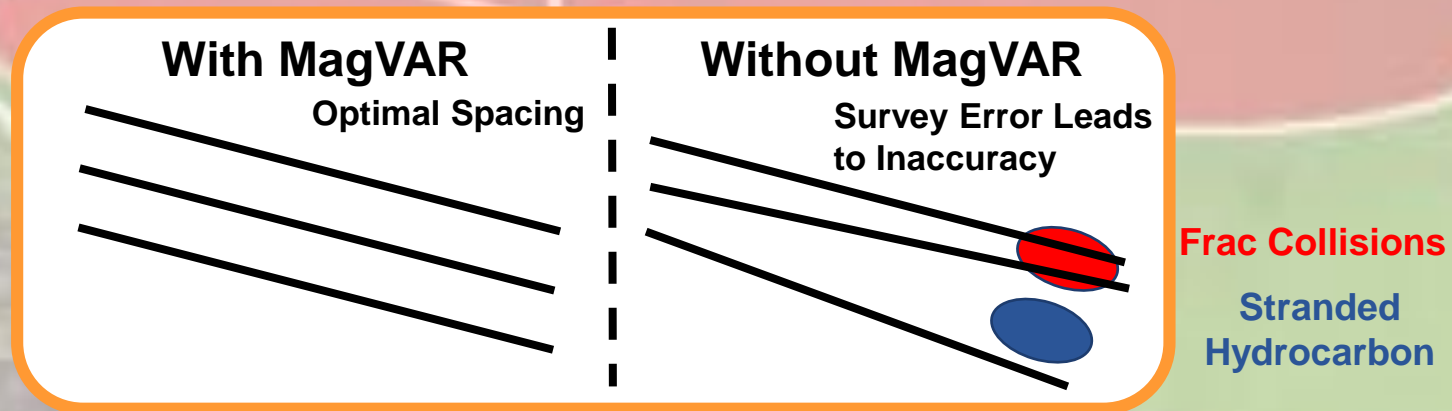 With MagVAR
Optimal Spacing
Without MagVAR
Survey Error Leads
to Inaccuracy
Frac Collisions
Stranded
Hydrocarbon